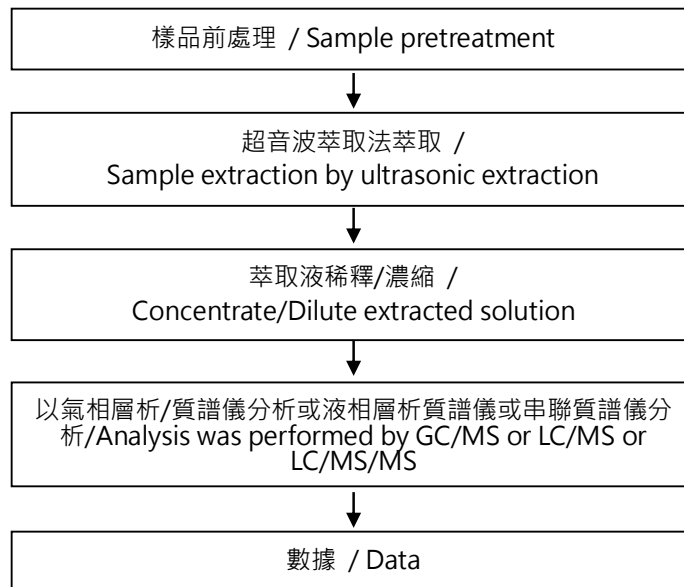 樣品前處理 / Sample pretreatment
超音波萃取法萃取 /
Sample extraction by ultrasonic extraction
萃取液稀釋/濃縮 /
Concentrate/Dilute extracted solution
以氣相層析/質譜儀分析或液相層析質譜儀或串聯質譜儀分
析/Analysis was performed by GC/MS or LC/MS or
LC/MS/MS
數據 / Data